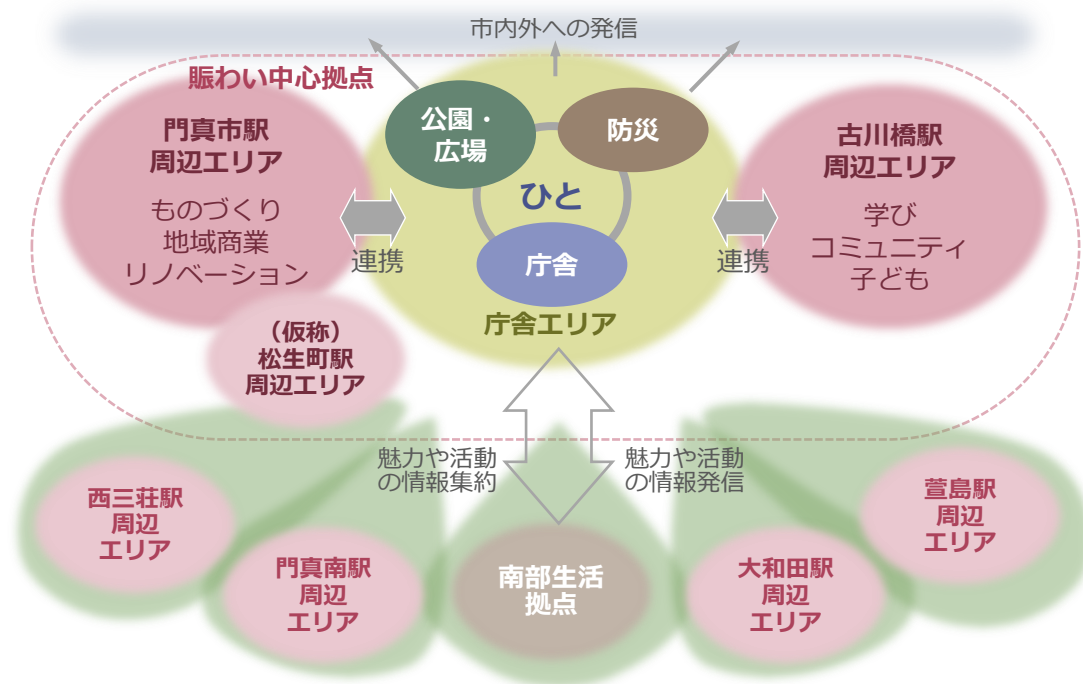 市内外への発信
賑わい中心拠点
門真市駅
周辺エリア
ものづくり
地域商業
リノベーション
公園・
広場
防災
ひと
庁舎
庁舎エリア
連携
連携
古川橋駅
周辺エリア
学び
コミュニティ
子ども
（仮称）
松生町駅
周辺エリア
魅力や活動
の情報集約
魅力や活動
の情報発信
西三荘駅
周辺
エリア
門真南駅
周辺
エリア
南部生活
拠点
大和田駅
周辺
エリア
萱島駅
周辺
エリア